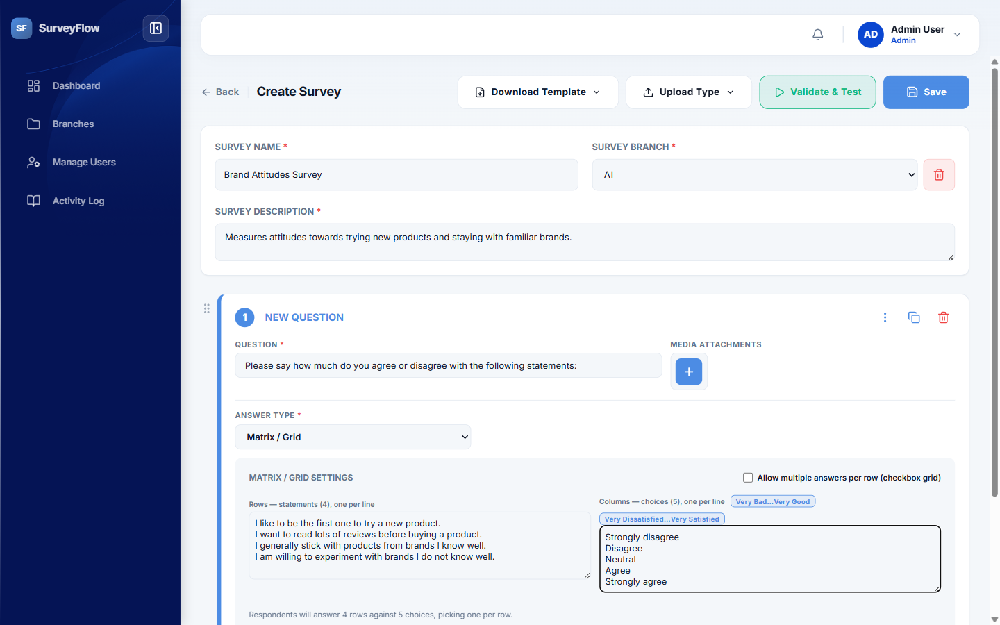 SF SurveyFlow
Dashboard
Branches
Manage Users
Activity Log
AD
Admin User
Admin
Back
Create Survey
Download Template
Upload Type
Validate & Test
Save
SURVEY NAME *
Brand Attitudes Survey
SURVEY BRANCH *
AI
SURVEY DESCRIPTION *
Measures attitudes towards trying new products and staying with familiar brands.
1 NEW QUESTION
QUESTION *
Please say how much do you agree or disagree with the following statements:
MEDIA ATTACHMENTS
ANSWER TYPE *
Matrix / Grid
MATRIX / GRID SETTINGS
Allow multiple answers per row (checkbox grid)
Rows — statements (4), one per line
I like to be the first one to try a new product.
I want to read lots of reviews before buying a product.
I generally stick with products from brands I know well.
I am willing to experiment with brands I do not know well.
Columns — choices (5), one per line
Very Bad...Very Good
Very Dissatisfied...Very Satisfied
Strongly disagree
Disagree
Neutral
Agree
Strongly agree
Respondents will answer 4 rows against 5 choices, picking one per row.